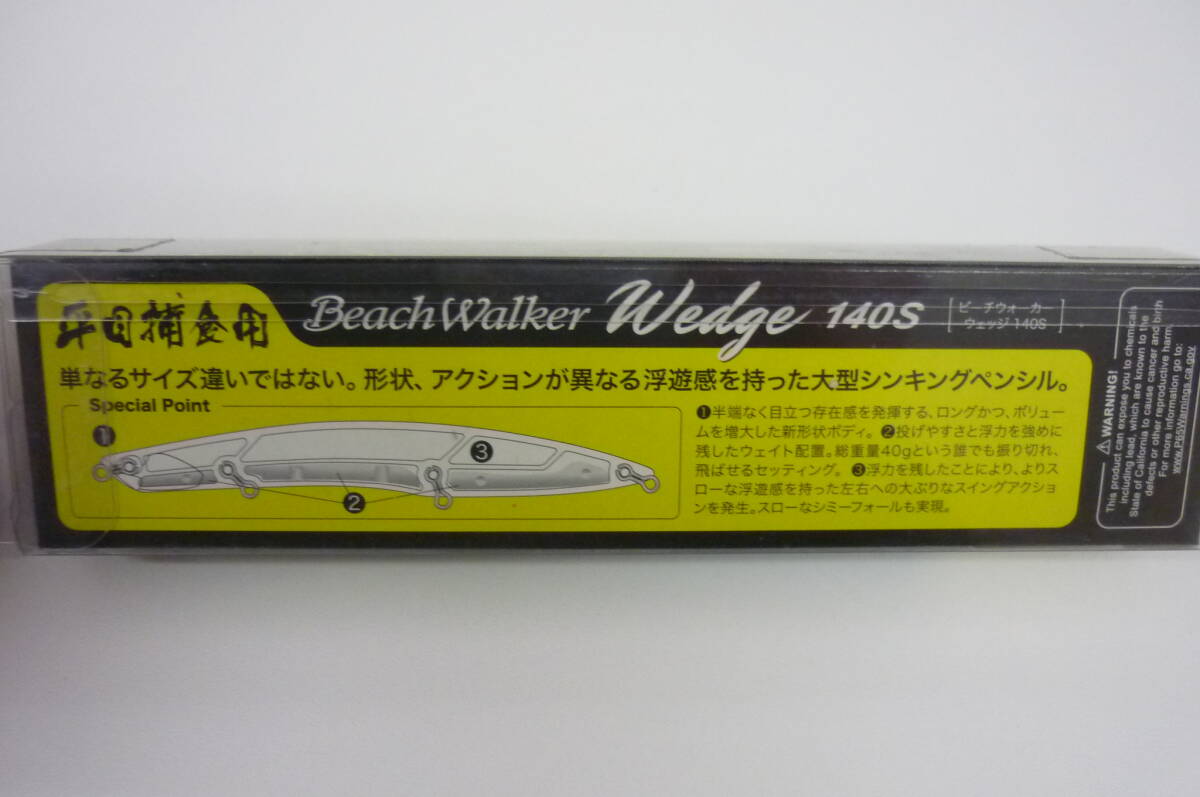 平目捕食用
BeachWalker Wedge 140S
ビーチウォーカー
ウェッジ 140S
単なるサイズ違いではない。形状、アクションが異なる浮遊感を持った大型シンキングペンシル。
Special Point
1
2
3
❶半端なく目立つ存在感を発揮する、ロングかつ、ボリュー
ムを増大した新形状ボディ。❷投げやすさと浮力を強めに
残したウェイト配置。総重量40gという誰でも振り切れ、
飛ばせるセッティング。❸浮力を残したことにより、よりス
ローな浮遊感を持った左右への大ぶりなスイングアクショ
ンを発生。スローなシミーフォールも実現。
⚠WARNING!
This product can expose you to chemicals
including lead, which are known to the
State of California to cause cancer and birth
defects or other reproductive harm.
For more information go to:
www.P65Warnings.ca.gov